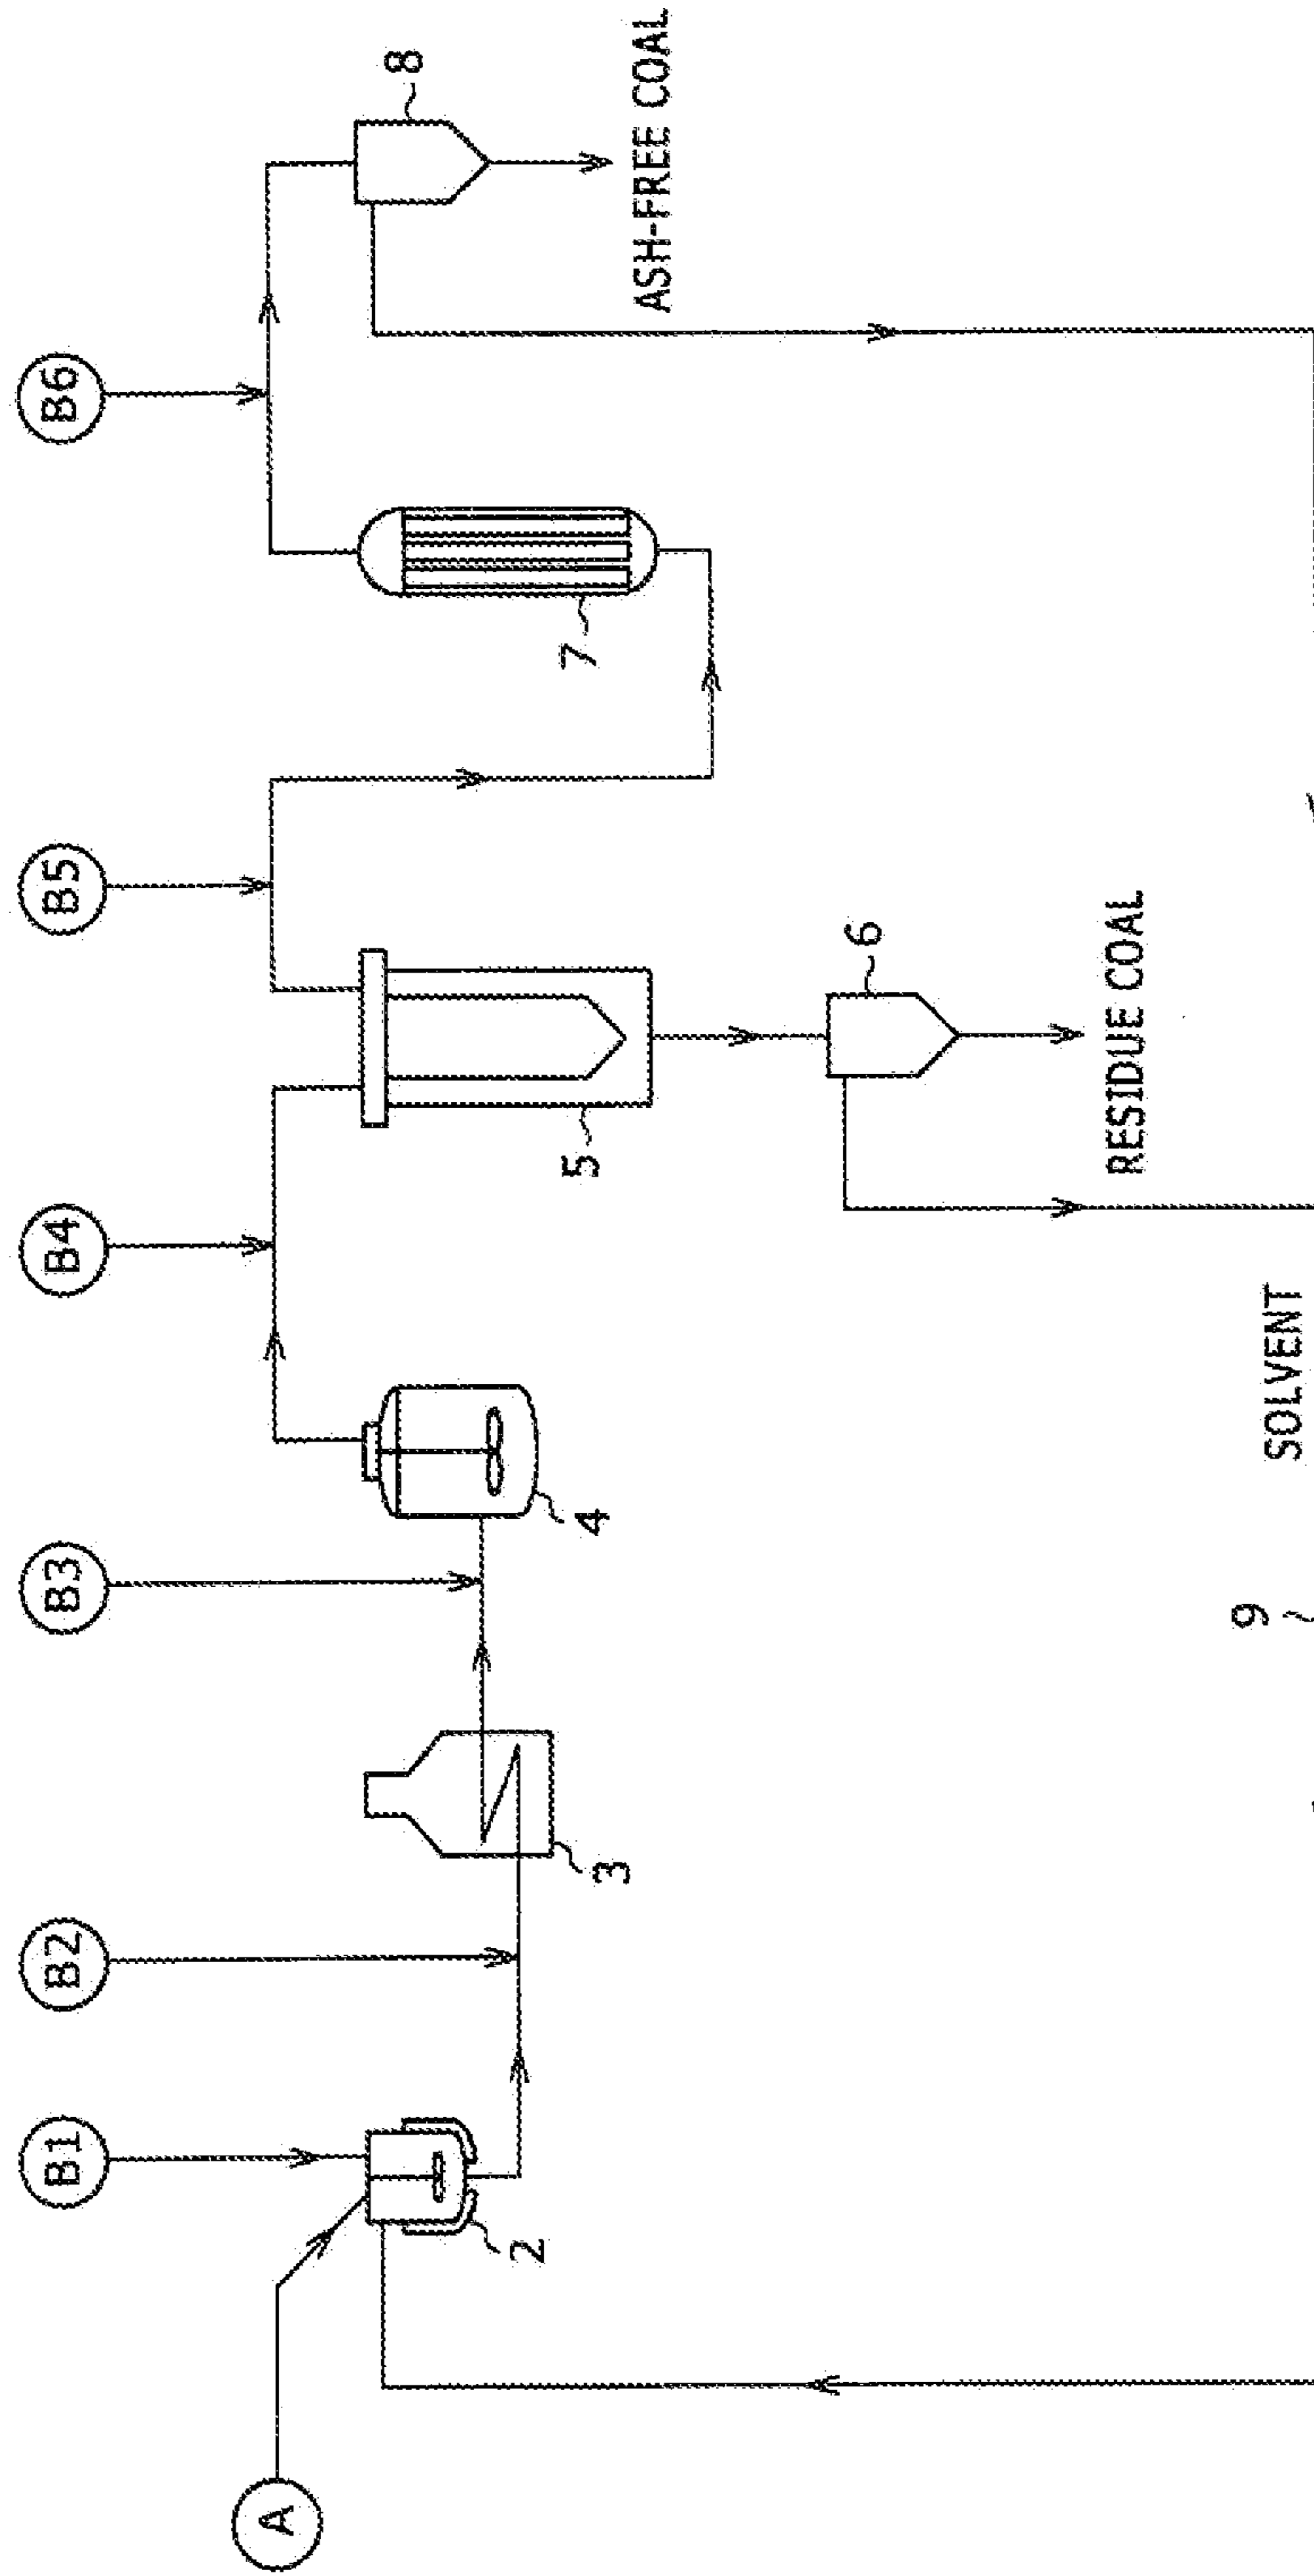 A
B1
B2
B3
B4
B5
B6
2
3
4
5
6
7
8
ASH-FREE COAL
RESIDUE COAL
SOLVENT
9